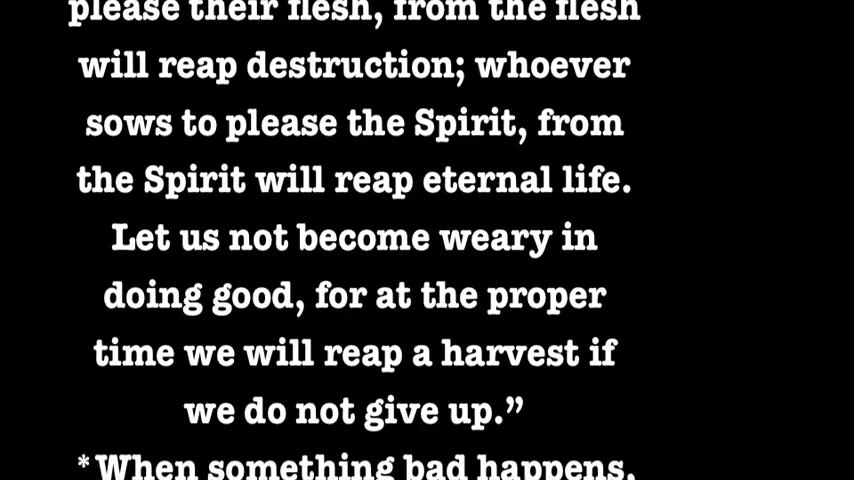 please their flesh, from the flesh
will reap destruction; whoever
sows to please the Spirit, from
the Spirit will reap eternal life.
Let us not become weary in
doing good, for at the proper
time we will reap a harvest if
we do not give up.”
*When something bad happens,